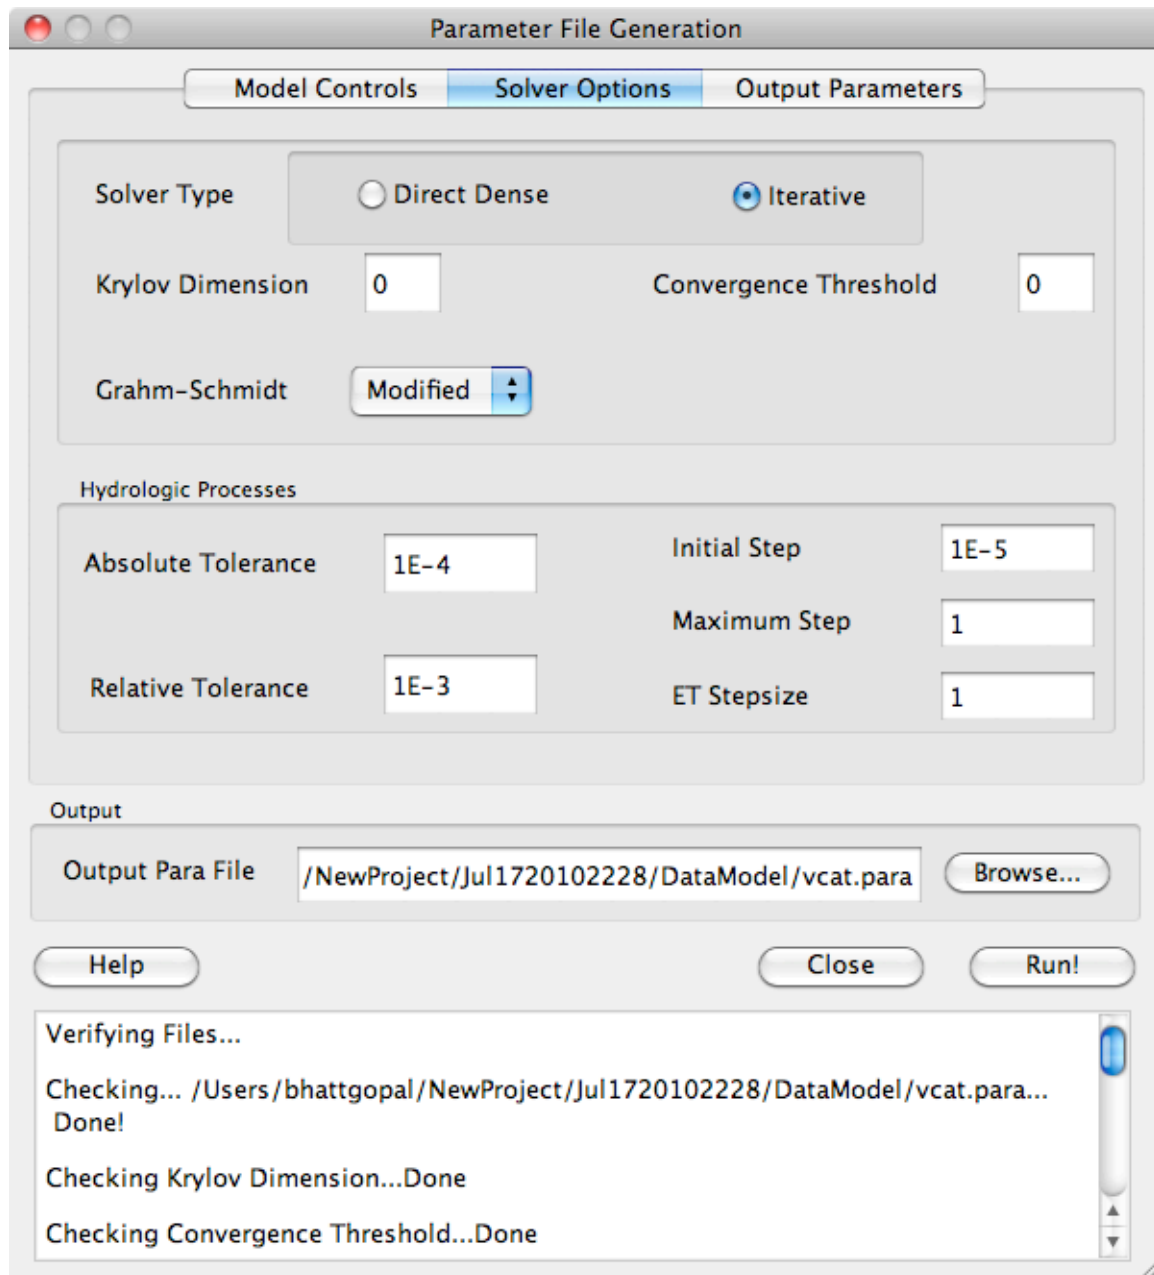 Parameter File Generation
Model Controls Solver Options Output Parameters
Solver Type Direct Dense Iterative
Krylov Dimension 0 Convergence Threshold 0
Grahm-Schmidt Modified
Hydrologic Processes
Absolute Tolerance 1E-4 Initial Step 1E-5
Maximum Step 1
Relative Tolerance 1E-3 ET Stepsize 1
Output
Output Para File /NewProject/Jul1720102228/DataModel/vcat.para Browse...
Help Close Run!
Verifying Files...
Checking... /Users/bhattgopal/NewProject/Jul1720102228/DataModel/vcat.para...
Done!
Checking Krylov Dimension...Done
Checking Convergence Threshold...Done